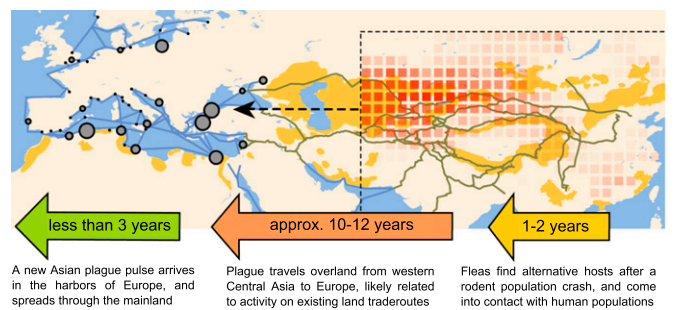 less than 3 years
approx. 10-12 years
1-2 years
A new Asian plague pulse arrives
in the harbors of Europe, and
spreads through the mainland
Plague travels overland from western
Central Asia to Europe, likely related
to activity on existing land traderoutes
Fleas find alternative hosts after a
rodent population crash, and come
into contact with human populations